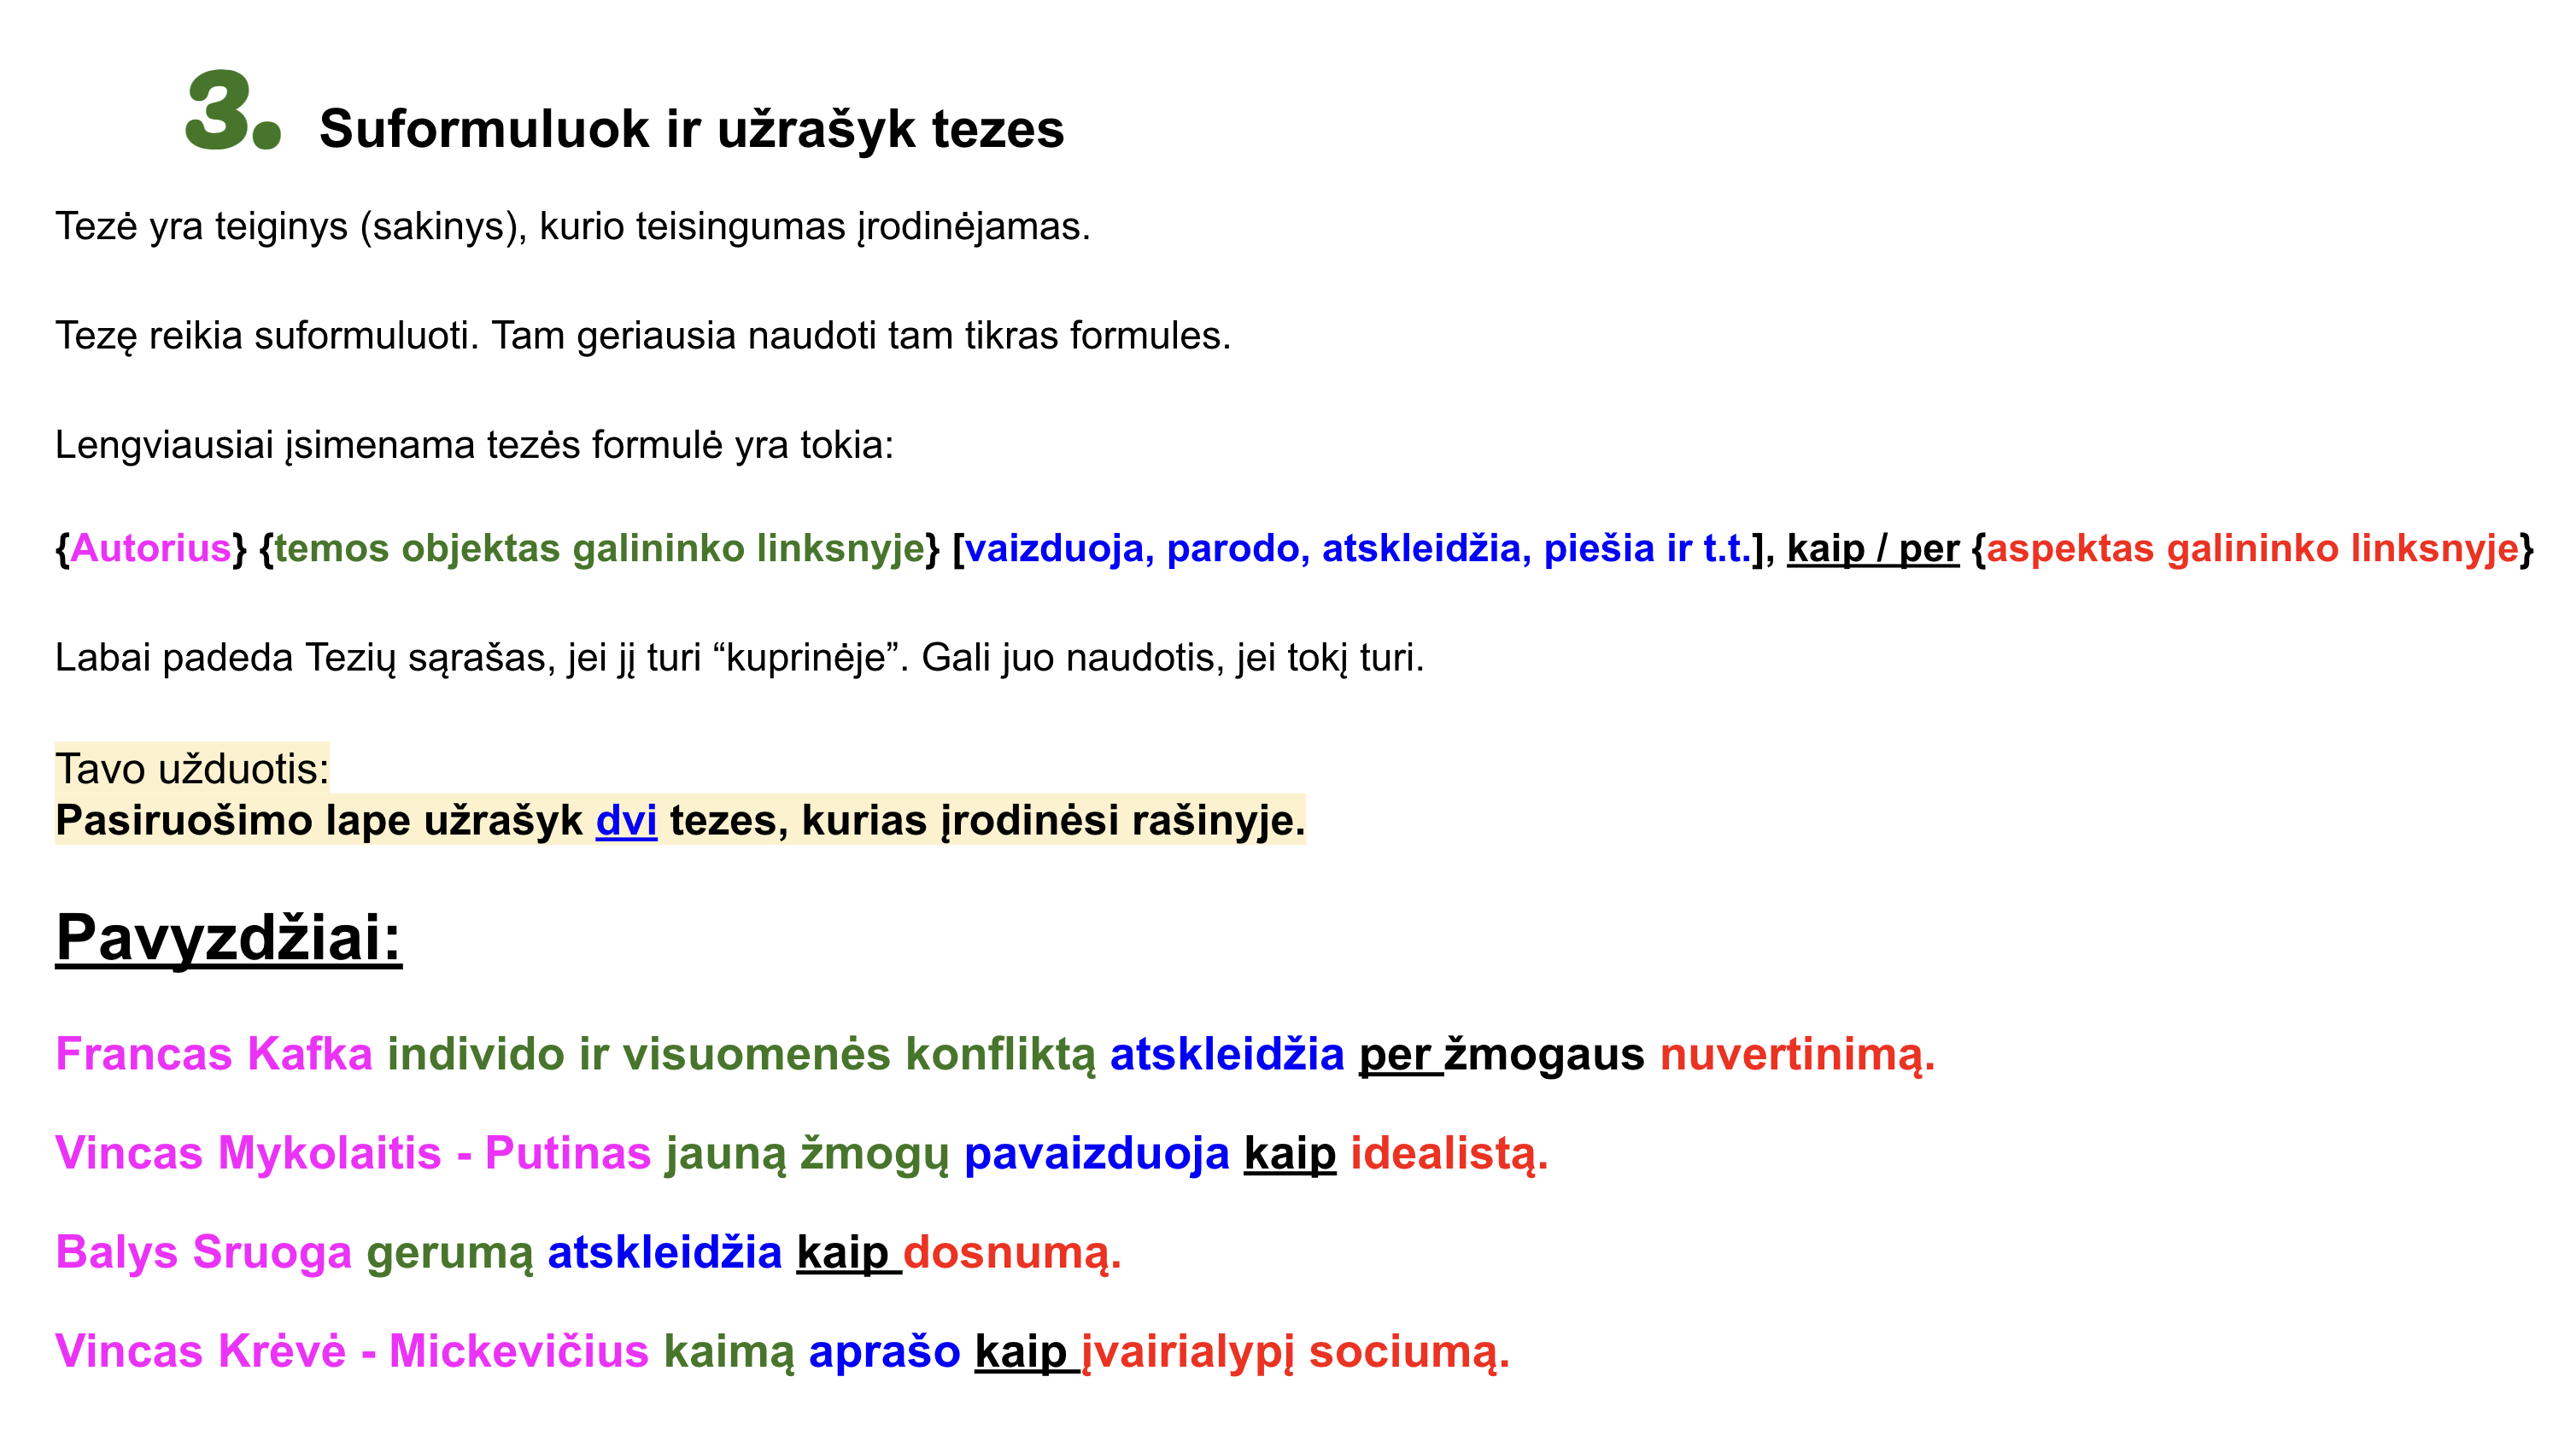 3. Suformuluok ir užrašyk tezes
Tezė yra teiginys (sakinys), kurio teisingumas įrodinėjamas.
Tezę reikia suformuluoti. Tam geriausia naudoti tam tikras formules.
Lengviausiai įsimenama tezės formulė yra tokia:
{Autorius} {temos objektas galininko linksnyje} [vaizduoja, parodo, atskleidžia, piešia ir t.t.], kaip / per {aspektas galininko linksnyje}
Labai padeda Tezių sąrašas, jei jį turi “kuprinėje”. Gali juo naudotis, jei tokį turi.
Tavo užduotis:
Pasiruošimo lape užrašyk dvi tezes, kurias įrodinėsi rašinyje.
Pavyzdžiai:
Francas Kafka individo ir visuomenės konfliktą atskleidžia per žmogaus nuvertinimą.
Vincas Mykolaitis - Putinas jauną žmogų pavaizduoja kaip idealistą.
Balys Sruoga gerumą atskleidžia kaip dosnumą.
Vincas Krėvė - Mickevičius kaimą aprašo kaip įvairialypį sociumą.